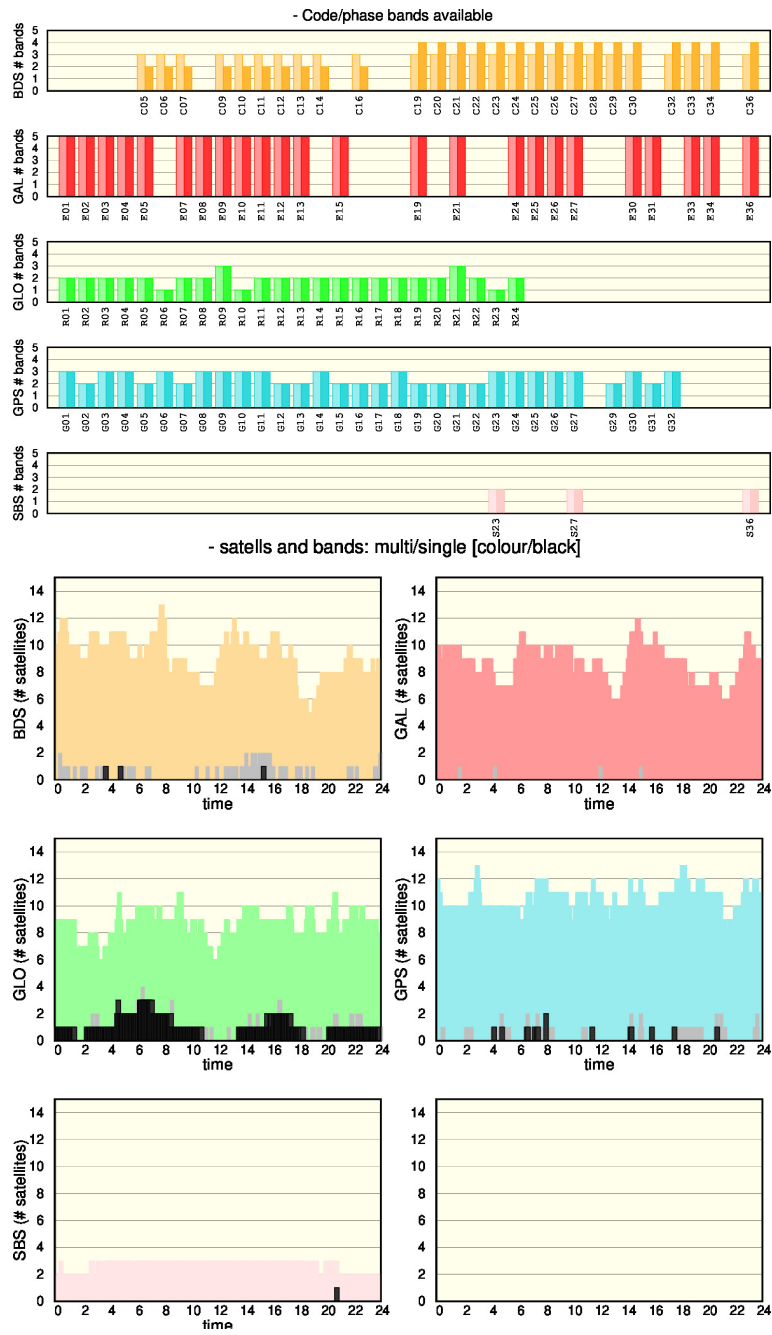 - Code/phase bands available
BDS # bands
5
4
3
2
1
0
C05 C06 C07 C09 C10 C11 C12 C13 C14 C16 C19 C20 C21 C22 C23 C24 C25 C26 C27 C28 C29 C30 C32 C33 C34 C36
GAL # bands
5
4
3
2
1
0
E01 E02 E03 E04 E05 E07 E08 E09 E10 E11 E12 E13 E15 E19 E21 E24 E25 E26 E27 E30 E31 E33 E34 E36
GLO # bands
5
4
3
2
1
0
R01 R02 R03 R04 R05 R06 R07 R08 R09 R10 R11 R12 R13 R14 R15 R16 R17 R18 R19 R20 R21 R22 R23 R24
GPS # bands
5
4
3
2
1
0
G01 G02 G03 G04 G05 G06 G07 G08 G09 G10 G11 G12 G13 G14 G15 G16 G17 G18 G19 G20 G21 G22 G23 G24 G25 G26 G27 G29 G30 G31 G32
SBS # bands
5
4
3
2
1
0
S23 S27 S36
- satells and bands: multi/single [colour/black]
BDS (# satellites)
14
12
10
8
6
4
2
0
0 2 4 6 8 10 12 14 16 18 20 22 24
time
GAL (# satellites)
14
12
10
8
6
4
2
0
0 2 4 6 8 10 12 14 16 18 20 22 24
time
GLO (# satellites)
14
12
10
8
6
4
2
0
0 2 4 6 8 10 12 14 16 18 20 22 24
time
GPS (# satellites)
14
12
10
8
6
4
2
0
0 2 4 6 8 10 12 14 16 18 20 22 24
time
SBS (# satellites)
14
12
10
8
6
4
2
0
0 2 4 6 8 10 12 14 16 18 20 22 24
time
14
12
10
8
6
4
2
0
0 2 4 6 8 10 12 14 16 18 20 22 24